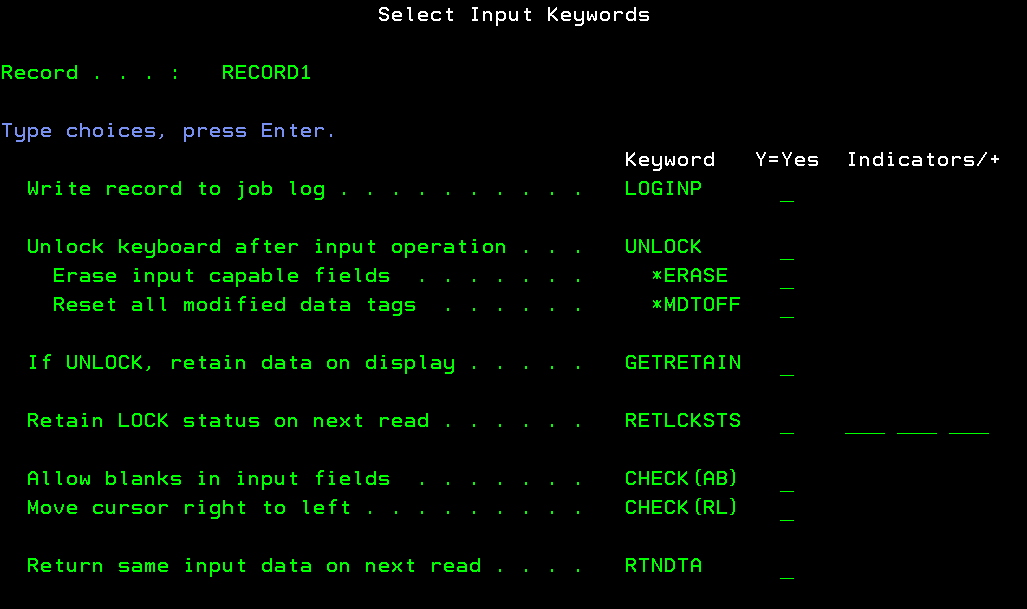 Select Input Keywords
Record . . . :   RECORD1
Type choices, press Enter.
Keyword   Y=Yes  Indicators/+
Write record to job log . . . . . . . . . .   LOGINP   _
Unlock keyboard after input operation . . .   UNLOCK   _
Erase input capable fields  . . . . . . .   *ERASE   _
Reset all modified data tags  . . . . . .   *MDTOFF   _
If UNLOCK, retain data on display . . . . .   GETRETAIN   _
Retain LOCK status on next read . . . . . .   RETLCKSTS   _   ___ ___ ___
Allow blanks in input fields  . . . . . . .   CHECK(AB)   _
Move cursor right to left . . . . . . . . .   CHECK(RL)   _
Return same input data on next read . . . .   RTNDTA   _